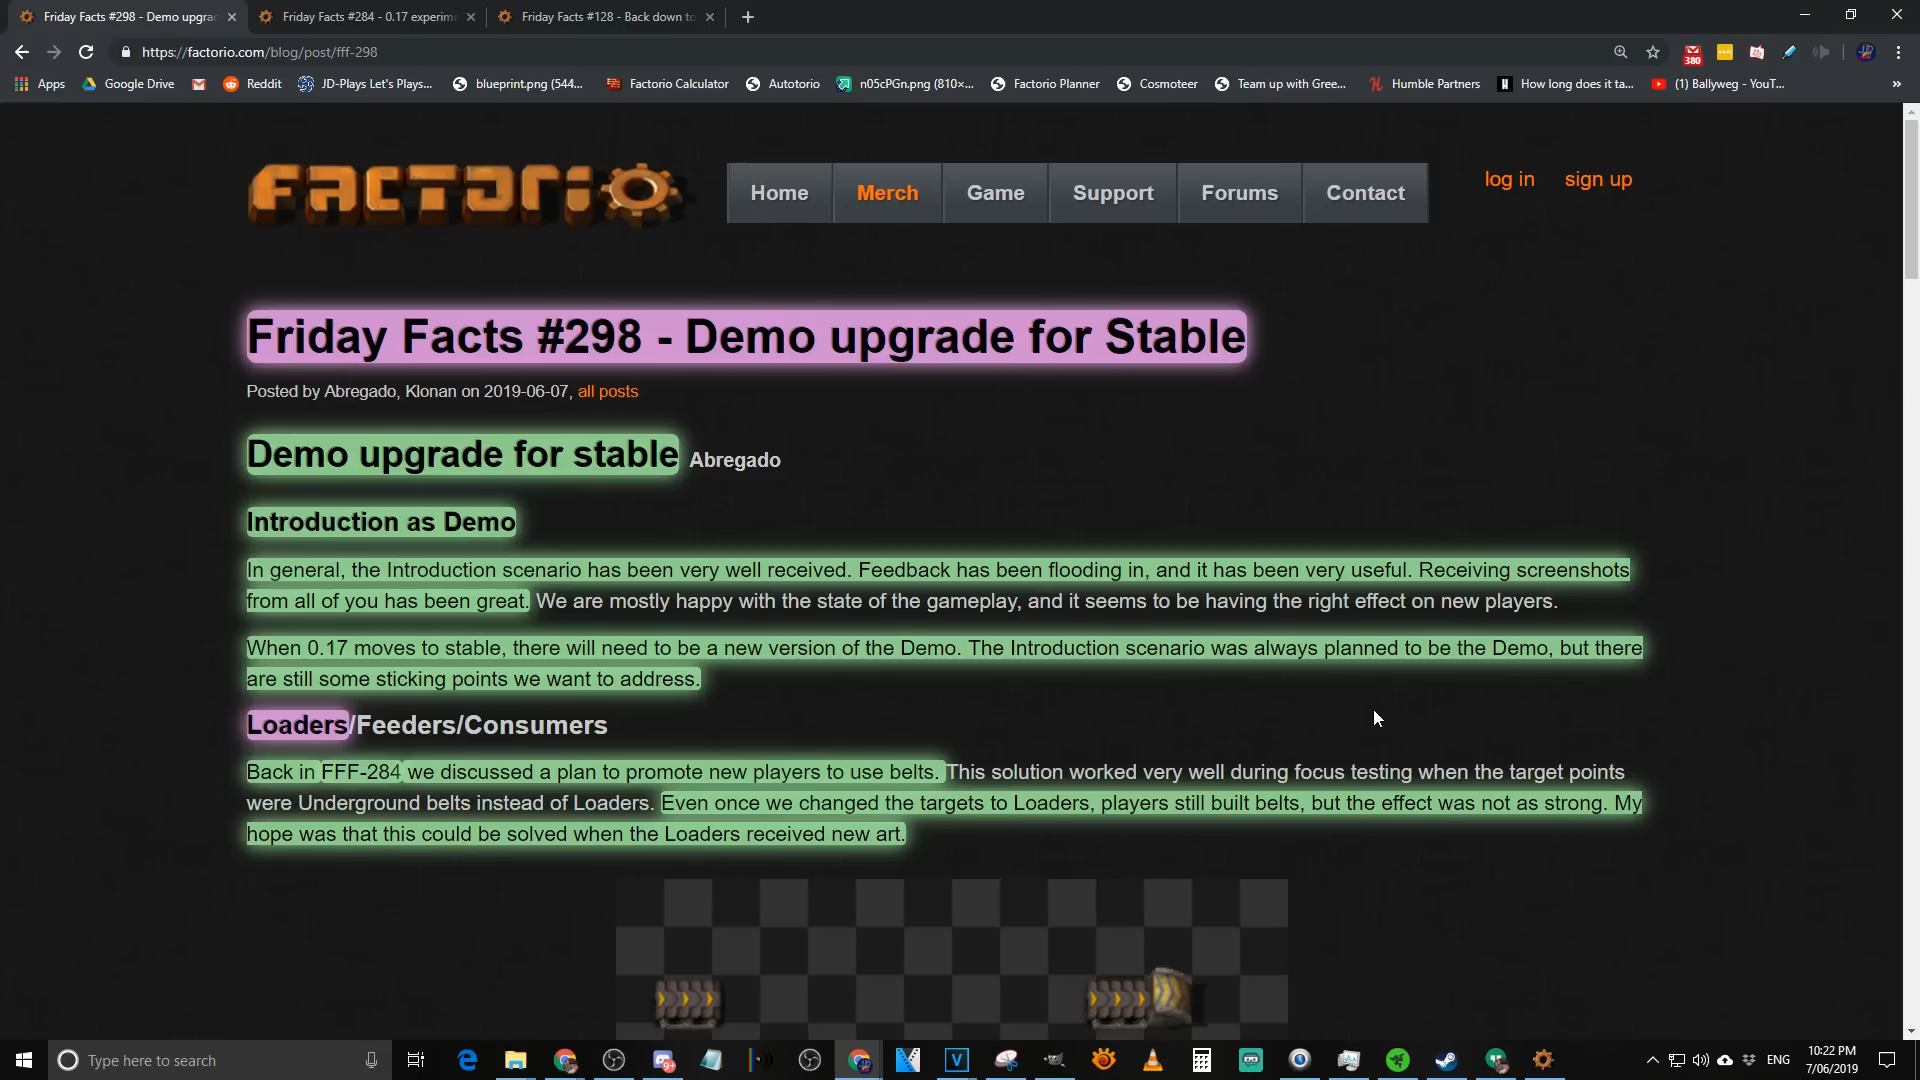 Friday Facts #298 - Demo upgrad
Friday Facts #284 - 0.17 experime
Friday Facts #128 - Back down to
https://factorio.com/blog/post/fff-298
380
Apps
Google Drive
Reddit
JD-Plays Let's Plays...
blueprint.png (544...
Factorio Calculator
Autotorio
n05cPGn.png (810×...
Factorio Planner
Cosmoteer
Team up with Gree...
Humble Partners
How long does it ta...
(1) Ballyweg - YouT...
FACTORIO
Home
Merch
Game
Support
Forums
Contact
log in
sign up
Friday Facts #298 - Demo upgrade for Stable
Posted by Abregado, Klonan on 2019-06-07, all posts
Demo upgrade for stable Abregado
Introduction as Demo
In general, the Introduction scenario has been very well received. Feedback has been flooding in, and it has been very useful. Receiving screenshots
from all of you has been great. We are mostly happy with the state of the gameplay, and it seems to be having the right effect on new players.
When 0.17 moves to stable, there will need to be a new version of the Demo. The Introduction scenario was always planned to be the Demo, but there
are still some sticking points we want to address.
Loaders/Feeders/Consumers
Back in FFF-284 we discussed a plan to promote new players to use belts. This solution worked very well during focus testing when the target points
were Underground belts instead of Loaders. Even once we changed the targets to Loaders, players still built belts, but the effect was not as strong. My
hope was that this could be solved when the Loaders received new art.
Type here to search
9+
ENG
10:22 PM
7/06/2019